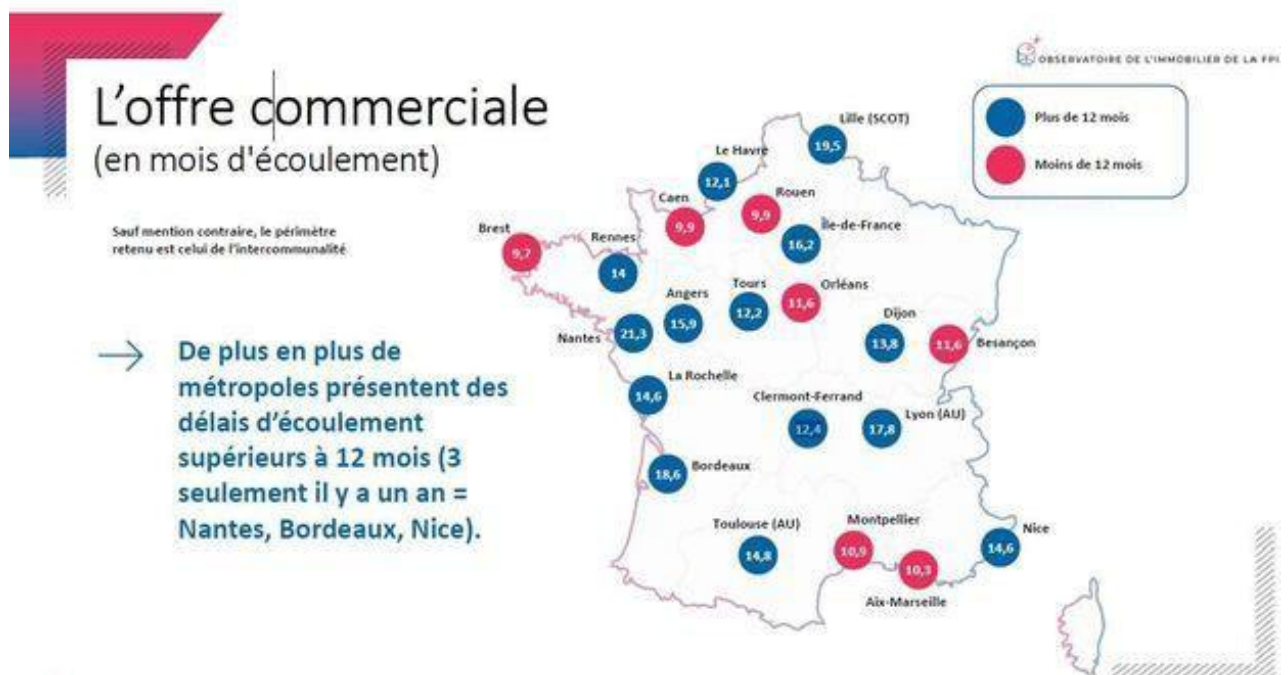 OBSERVATOIRE DE L'IMMOBILIER DE LA FPI
L'offre commerciale
(en mois d'écoulement)
Sauf mention contraire, le périmètre
retenu est celui de l'intercommunalité
→ De plus en plus de
métropoles présentent des
délais d'écoulement
supérieurs à 12 mois (3
seulement il y a un an =
Nantes, Bordeaux, Nice).
Plus de 12 mois
Moins de 12 mois
Lille (SCOT)
19,5
Le Havre
12,1
Rouen
9,9
Caen
9,9
Île-de-France
16,2
Brest
9,7
Rennes
14
Angers
15,9
Tours
12,2
Orléans
11,6
Nantes
21,3
Dijon
13,8
Besançon
11,6
La Rochelle
14,6
Clermont-Ferrand
12,4
Lyon (AU)
17,8
Bordeaux
18,6
Toulouse (AU)
14,8
Montpellier
10,9
Aix-Marseille
10,3
Nice
14,6